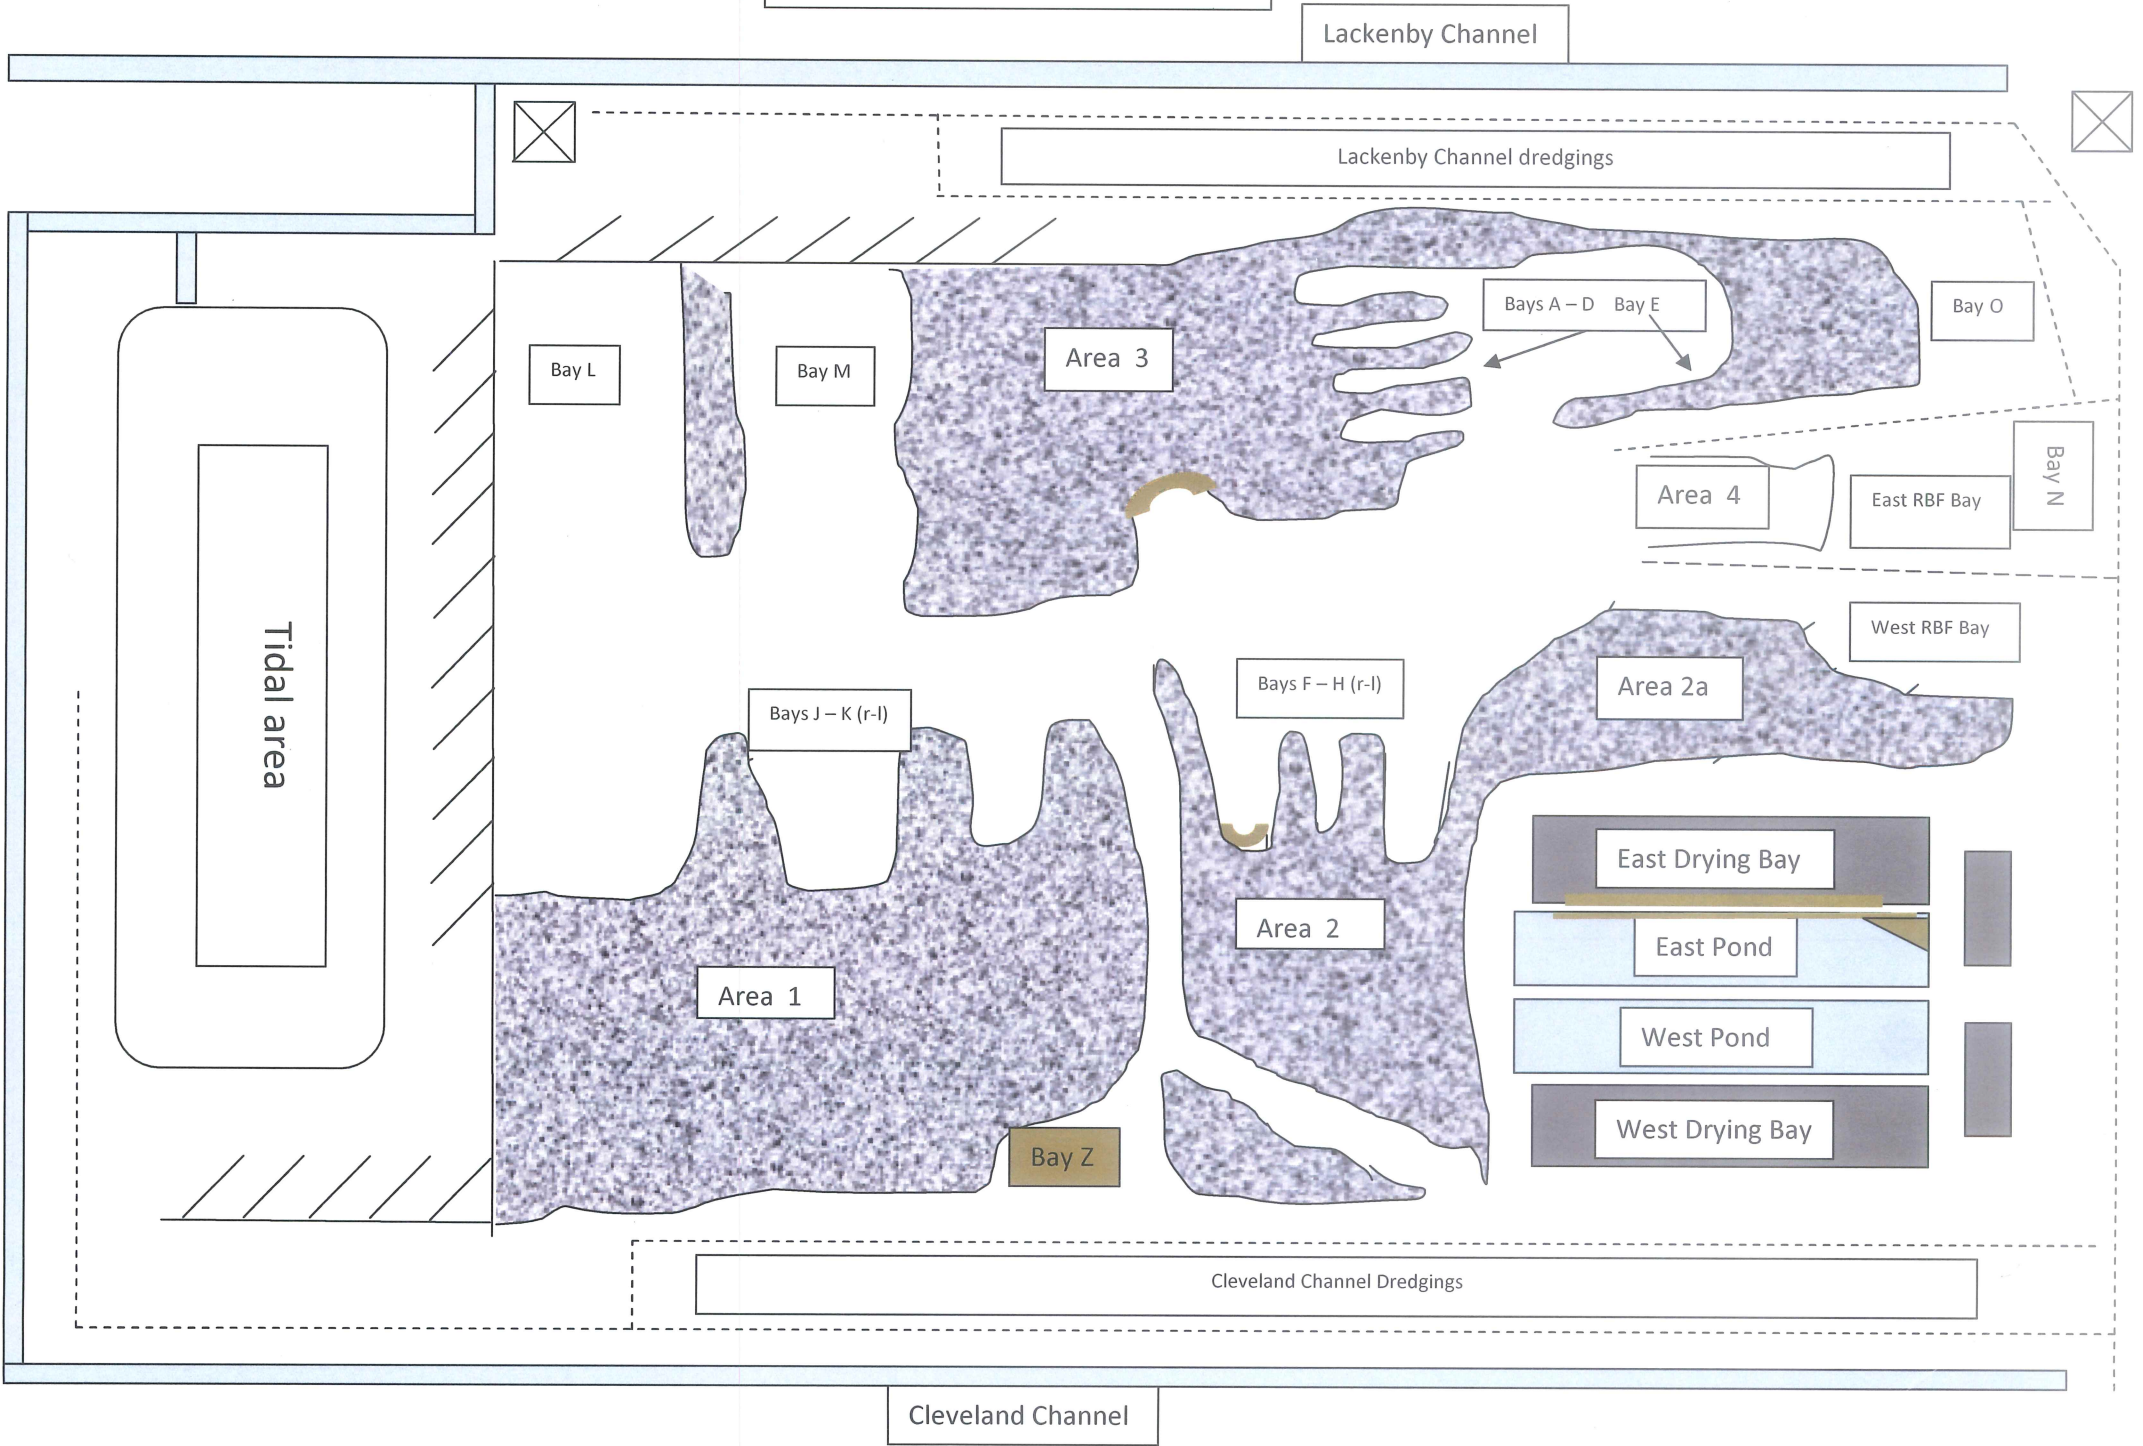 Lackenby Channel
Lackenby Channel dredgings
Bays A – D    Bay E
Bay O
Bay L
Bay M
Area  3
Area  4
East RBF Bay
Bay N
West RBF Bay
Tidal area
Bays J – K (r-l)
Bays F – H (r-l)
Area 2a
East Drying Bay
Area  2
East Pond
Area  1
West Pond
West Drying Bay
Bay Z
Cleveland Channel Dredgings
Cleveland Channel